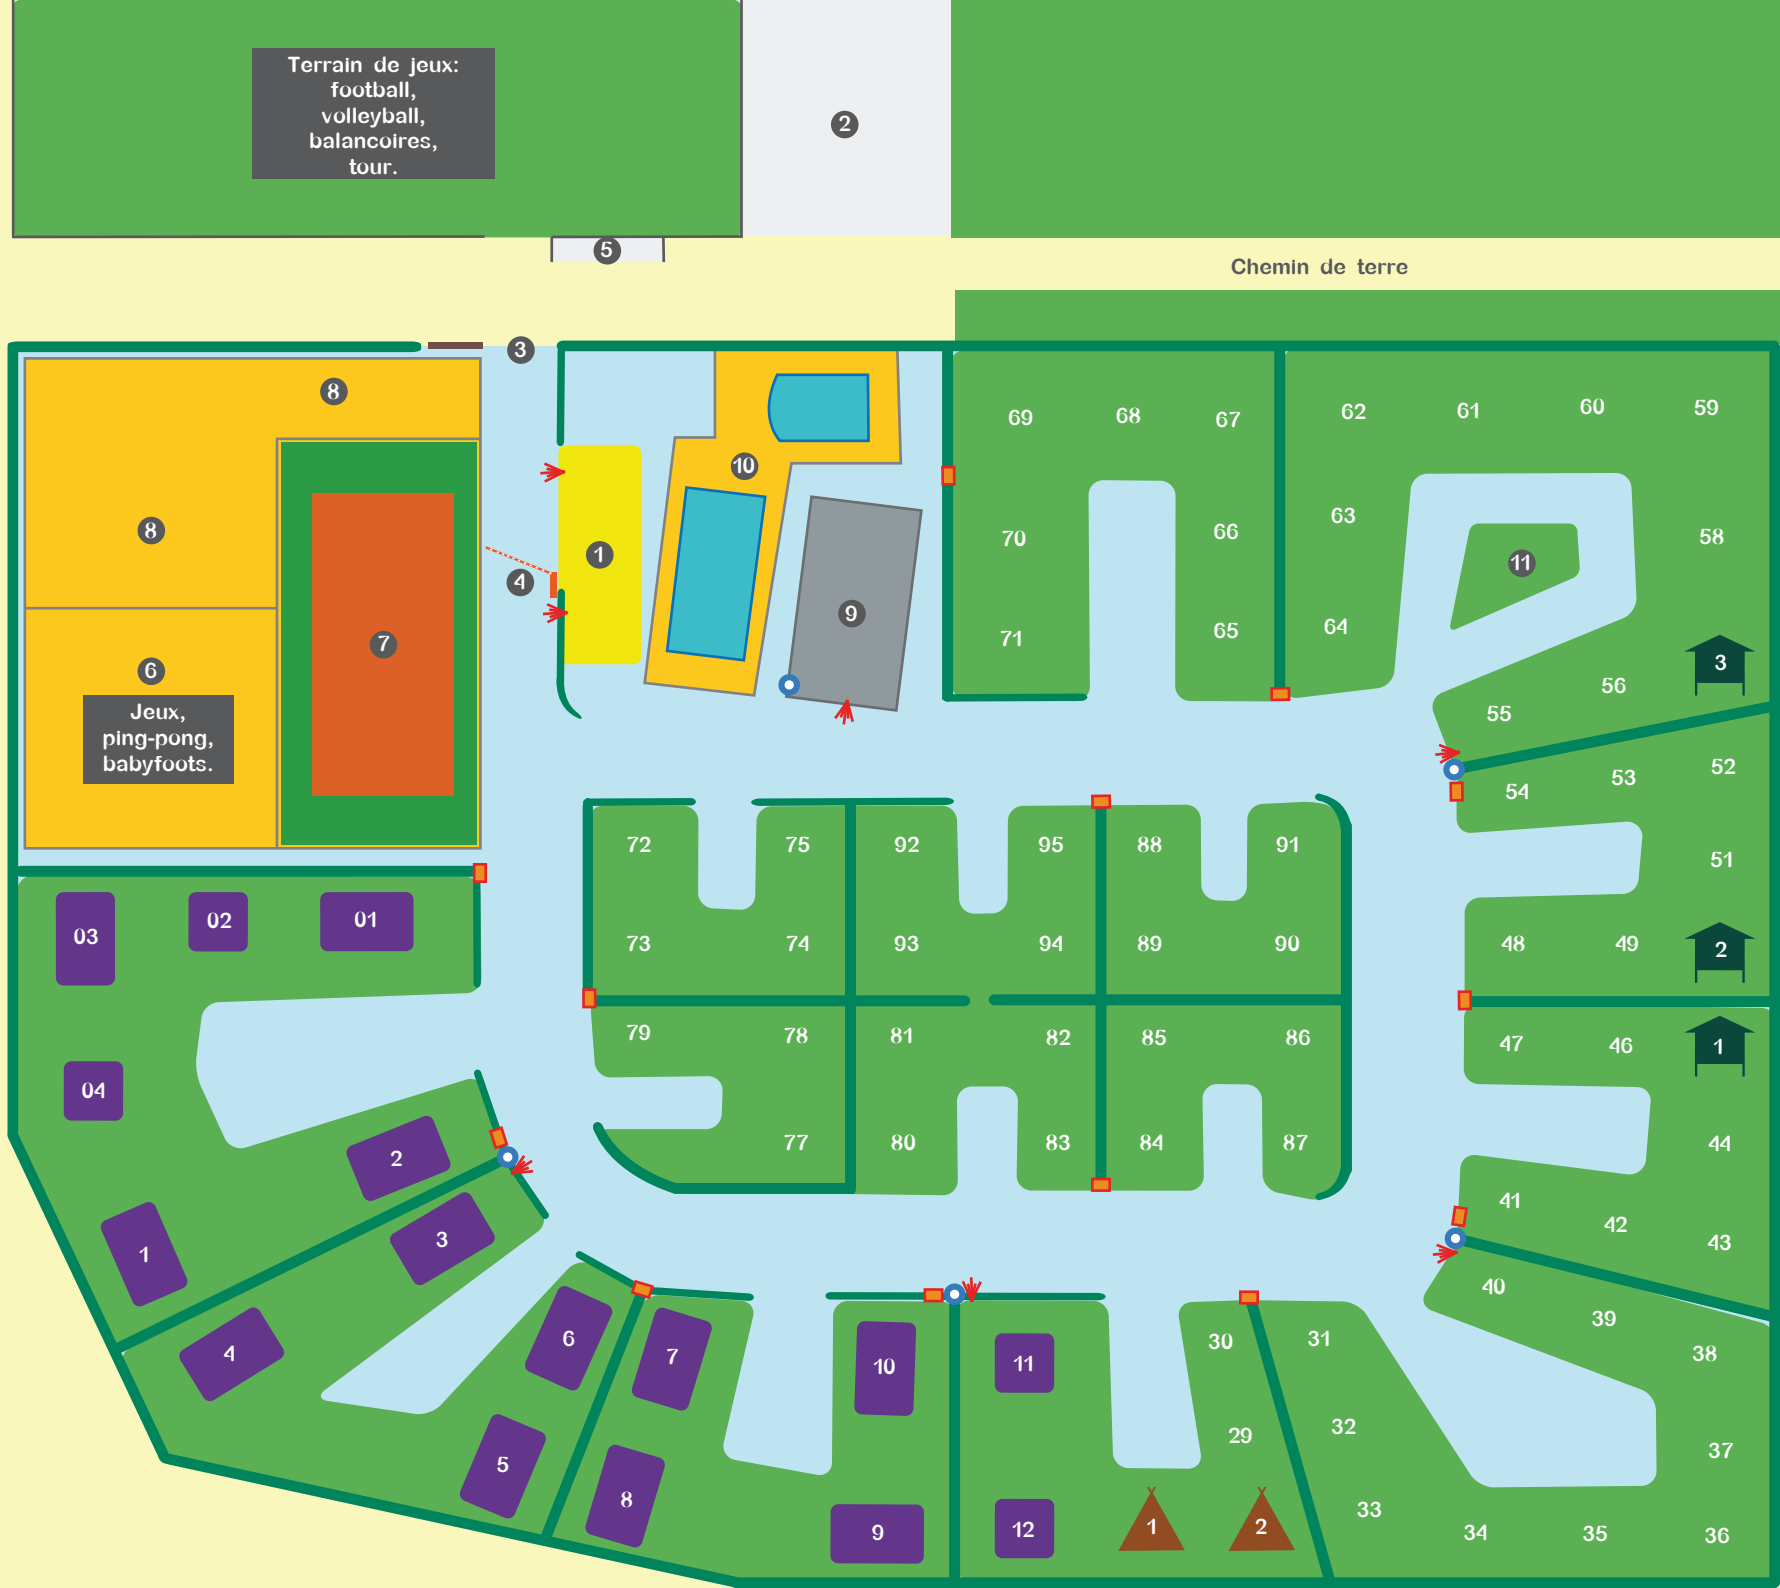 Terrain de jeux:
football,
volleyball,
balancoires,
tour.
2
5
Chemin de terre
3
8
69 68 67 62 61 60 59
10
8
70 66 63 58
1
4
11
9
7
71 65 64
6
Jeux,
ping-pong,
babyfoots.
3
56
55
52
53
54
72 75 92 95 88 91
51
03 02 01
73 74 93 94 89 90 48 49 2
79 78 81 82 85 86 47 46 1
04
77 80 83 84 87 44
2
41
42
43
1 3
40
39
4 6 7 10 11 30 31 38
5 29 32 37
8
9 12 1 2 33 34 35 36